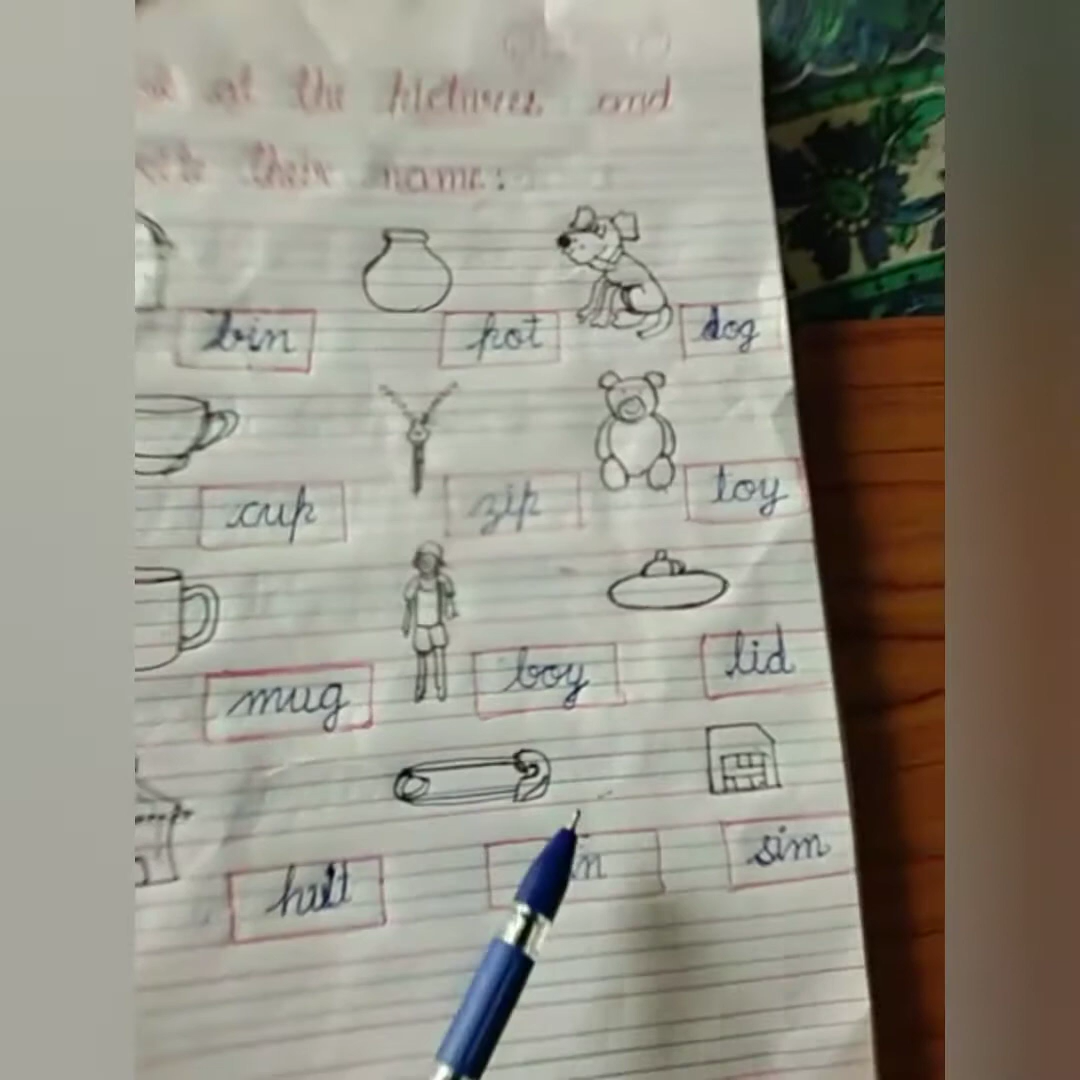 at the pictures and
their name:
bin pot dog
cup zip toy
mug boy lid
hut sim